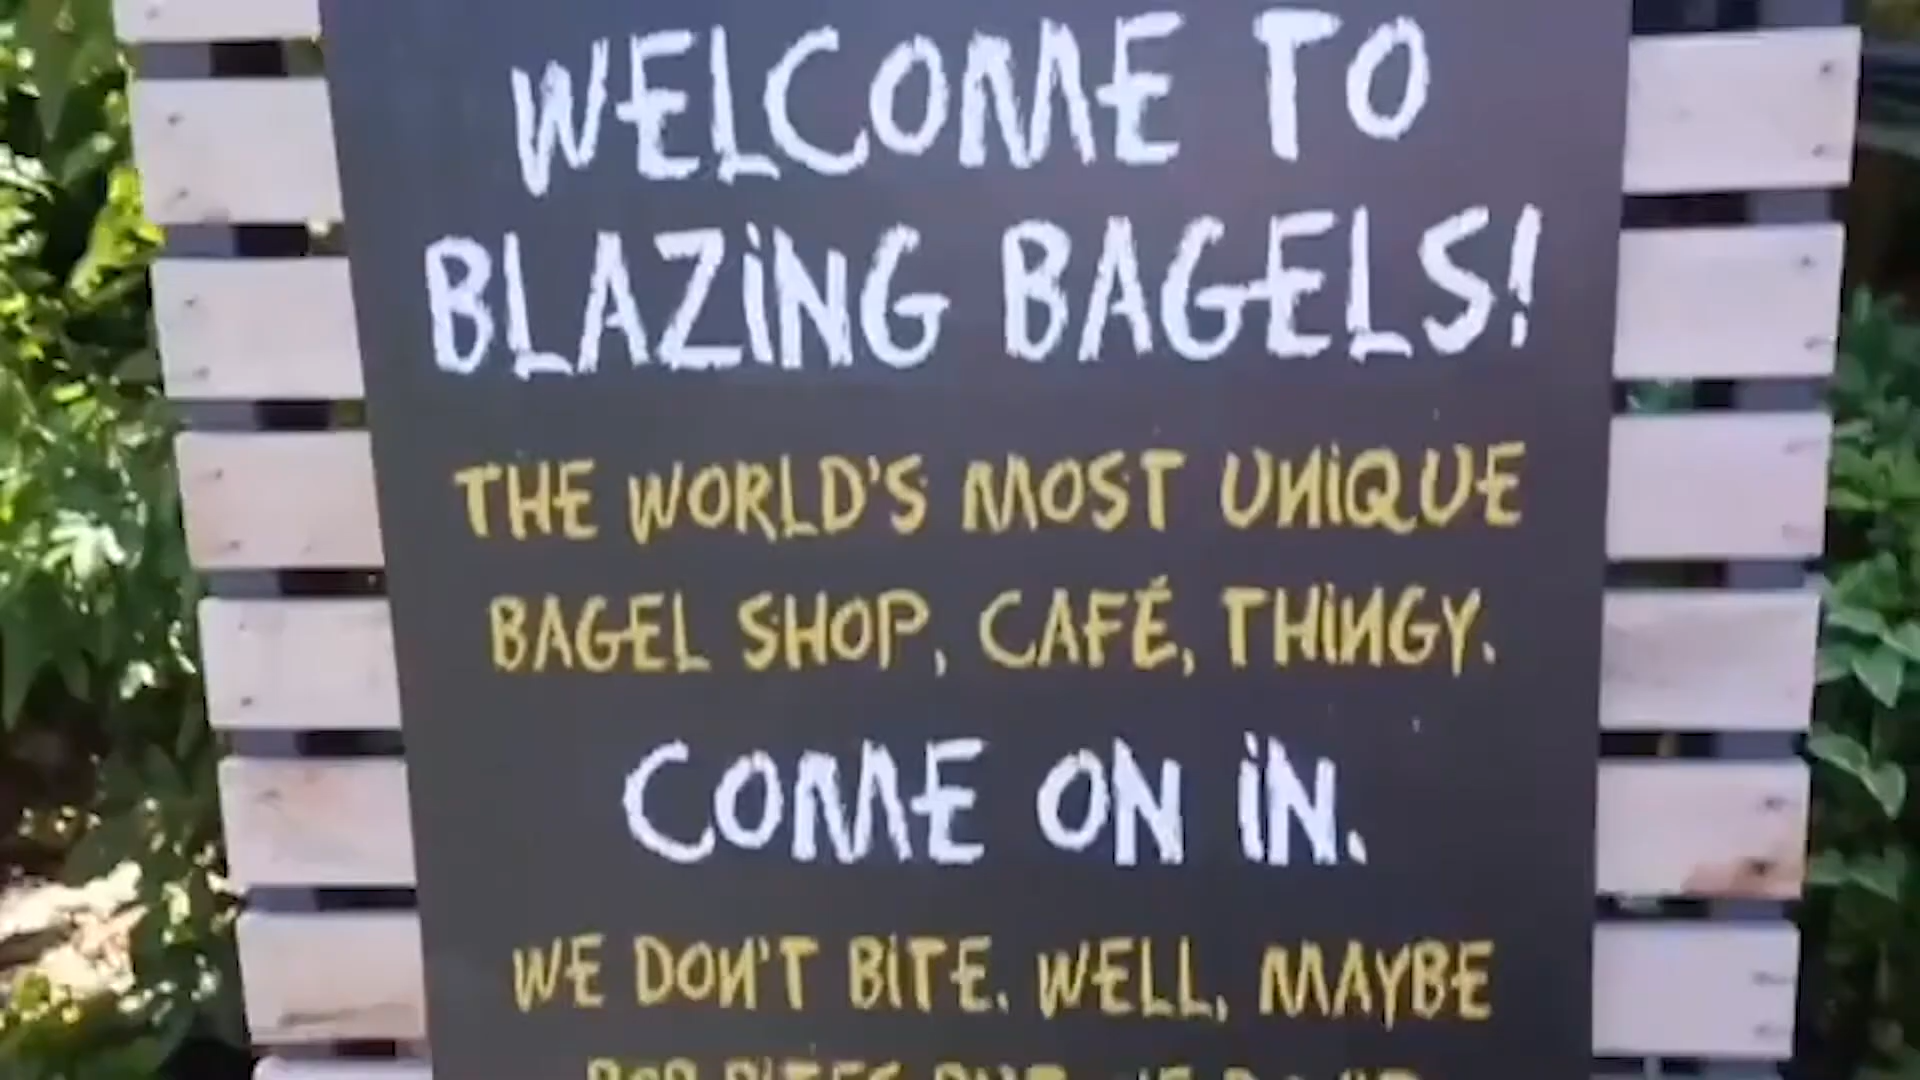 WELCOME TO
BLAZiNG BAGELS!
THE WORLD'S MOST UNiQUE
BAGEL SHOP, CAFÉ, THiNGY.
COME ON iN.
WE DON'T BiTE. WELL, MAYBE